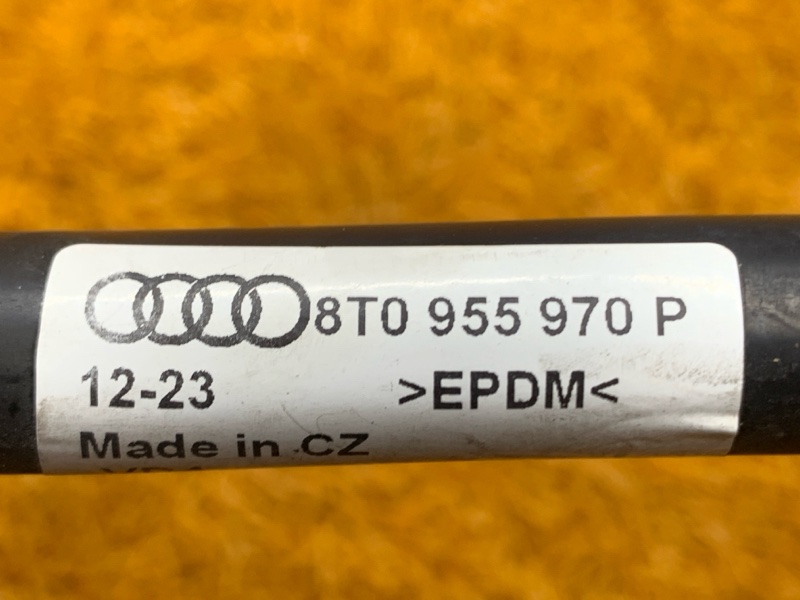 8T0 955 970 P
12-23 >EPDM<
Made in CZ